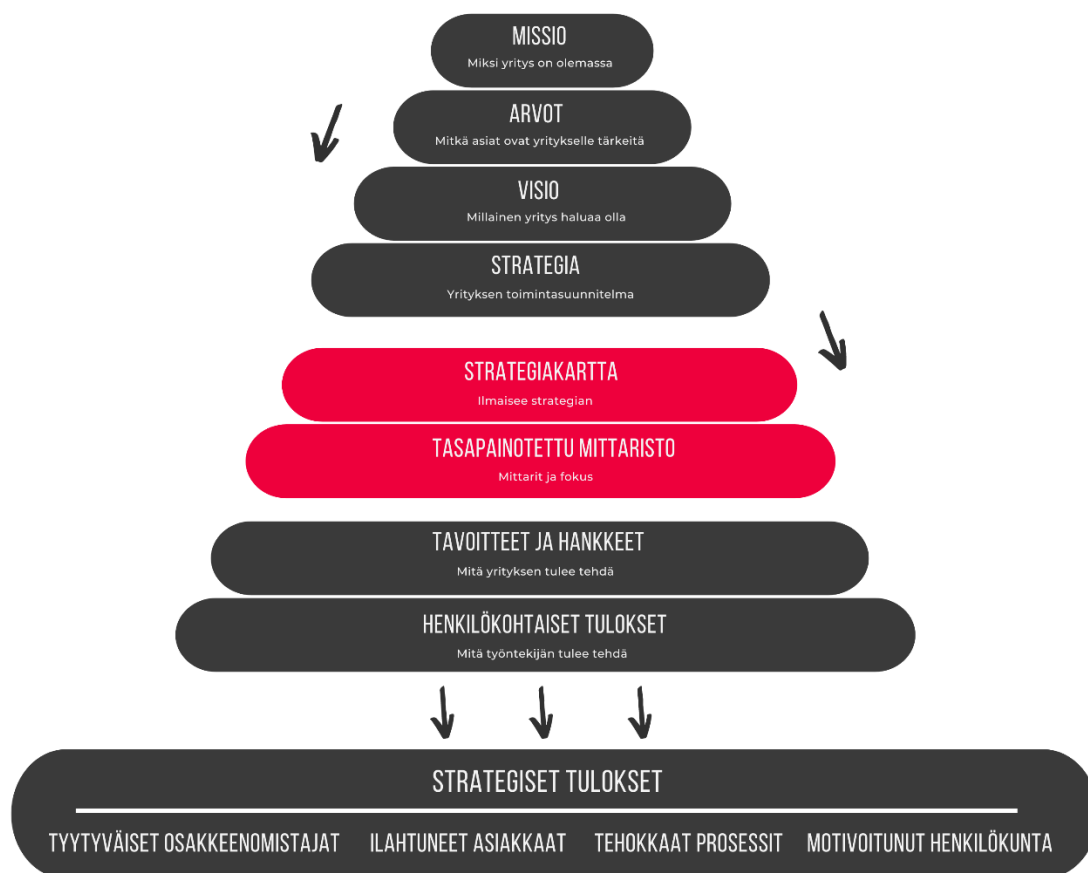 MISSIO
Miksi yritys on olemassa
ARVOT
Mitkä asiat ovat yritykselle tärkeitä
VISIO
Millainen yritys haluaa olla
STRATEGIA
Yrityksen toimintasuunnitelma
STRATEGIAKARTTA
Ilmaisee strategian
TASAPAINOTETTU MITTARISTO
Mittarit ja fokus
TAVOITTEET JA HANKKEET
Mitä yrityksen tulee tehdä
HENKILÖKOHTAISET TULOKSET
Mitä työntekijän tulee tehdä
STRATEGISET TULOKSET
TYYTYVÄISET OSAKKEENOMISTAJAT ILAHTUNEET ASIAKKAAT TEHOKKAAT PROSESSIT MOTIVOITUNUT HENKILÖKUNTA